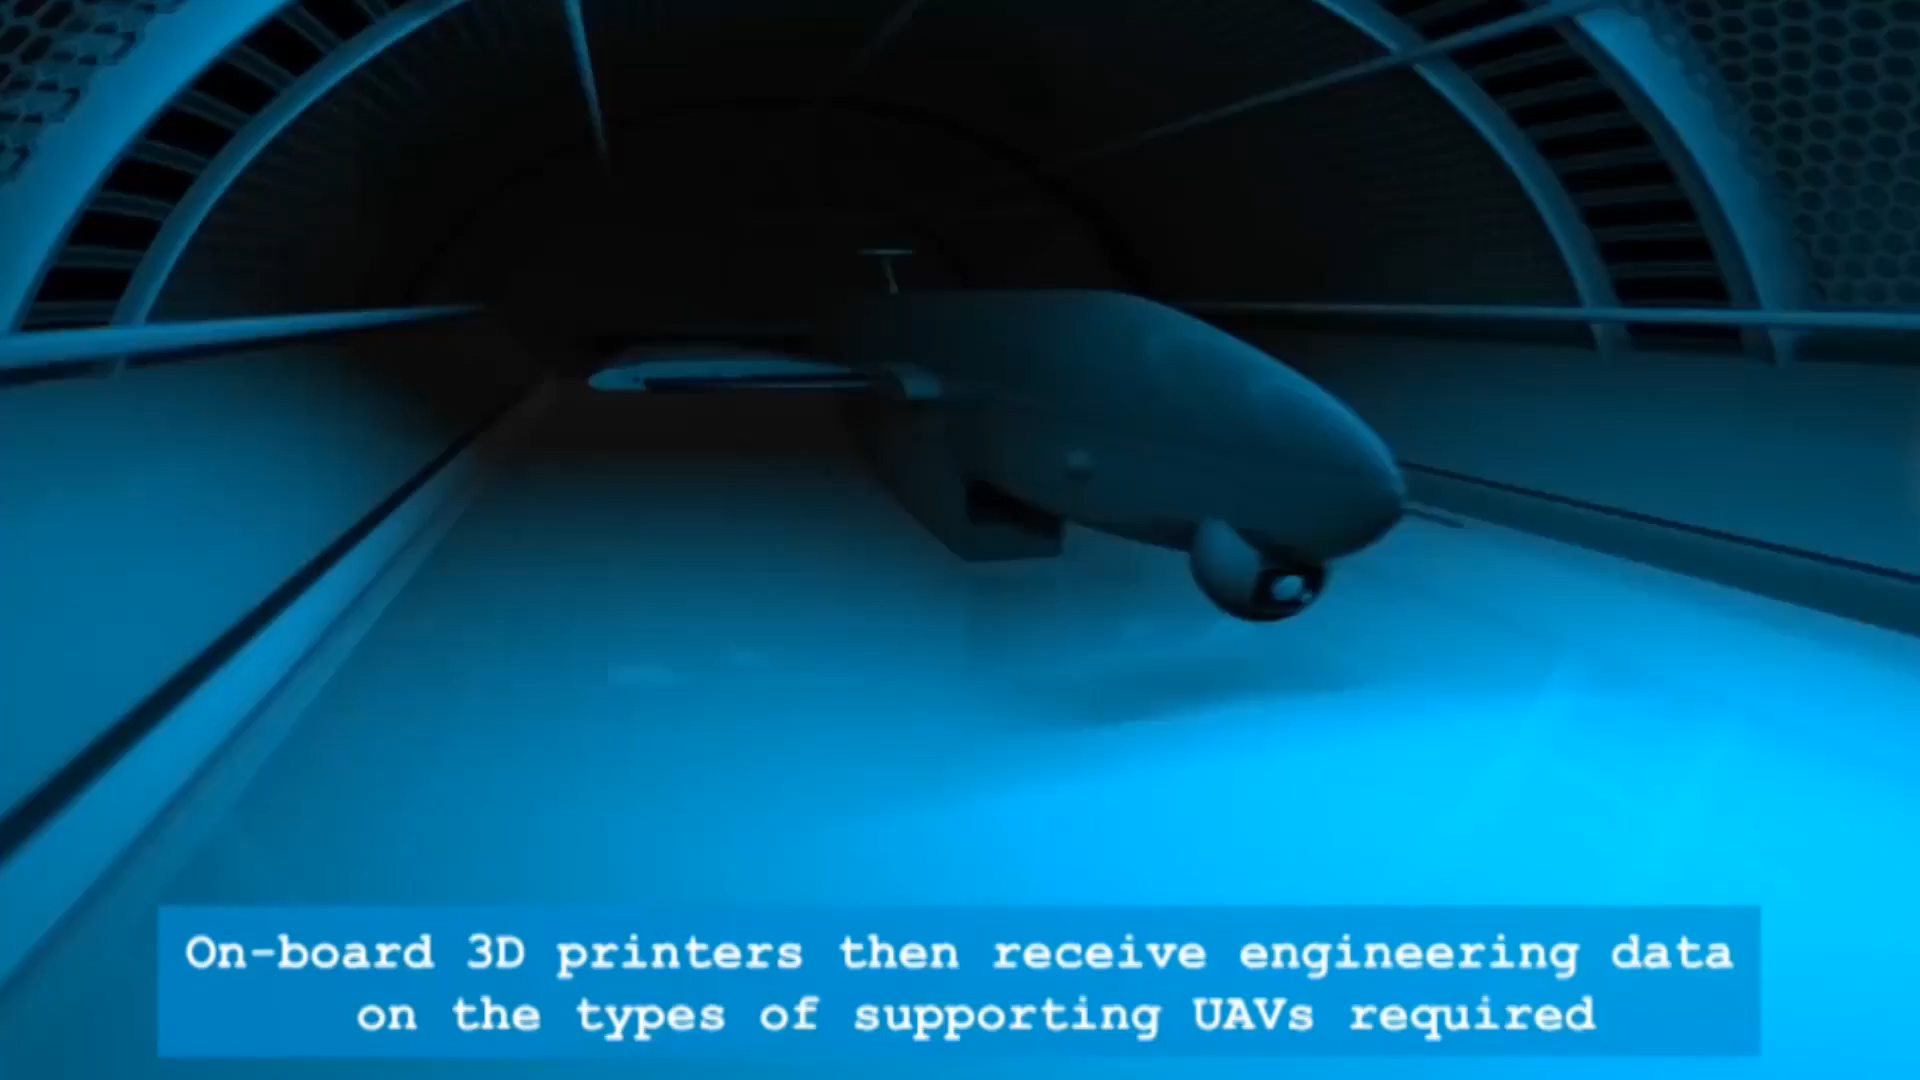 On-board 3D printers then receive engineering data
on the types of supporting UAVs required